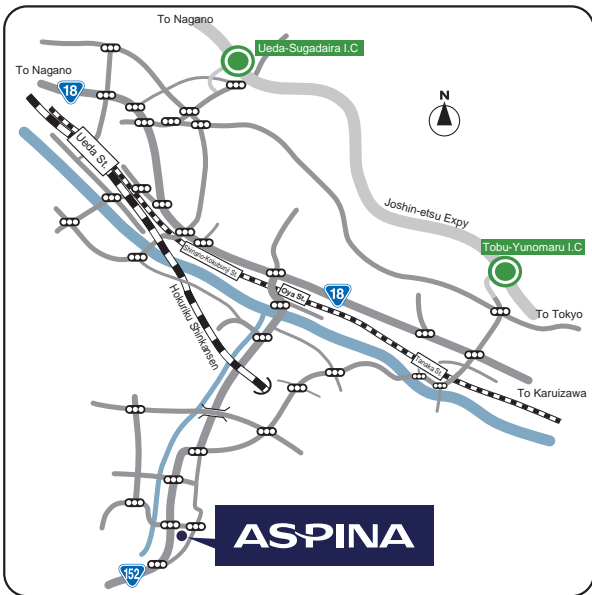 To Nagano
Ueda-Sugadaira I.C
To Nagano
18
N
Ueda St.
Joshin-etsu Expy
Tobu-Yunomaru I.C
Shinano-Kokubunji St.
Oya St.
18
Hokuriku Shinkansen
To Tokyo
Tanaka St.
To Karuizawa
ASPINA
152